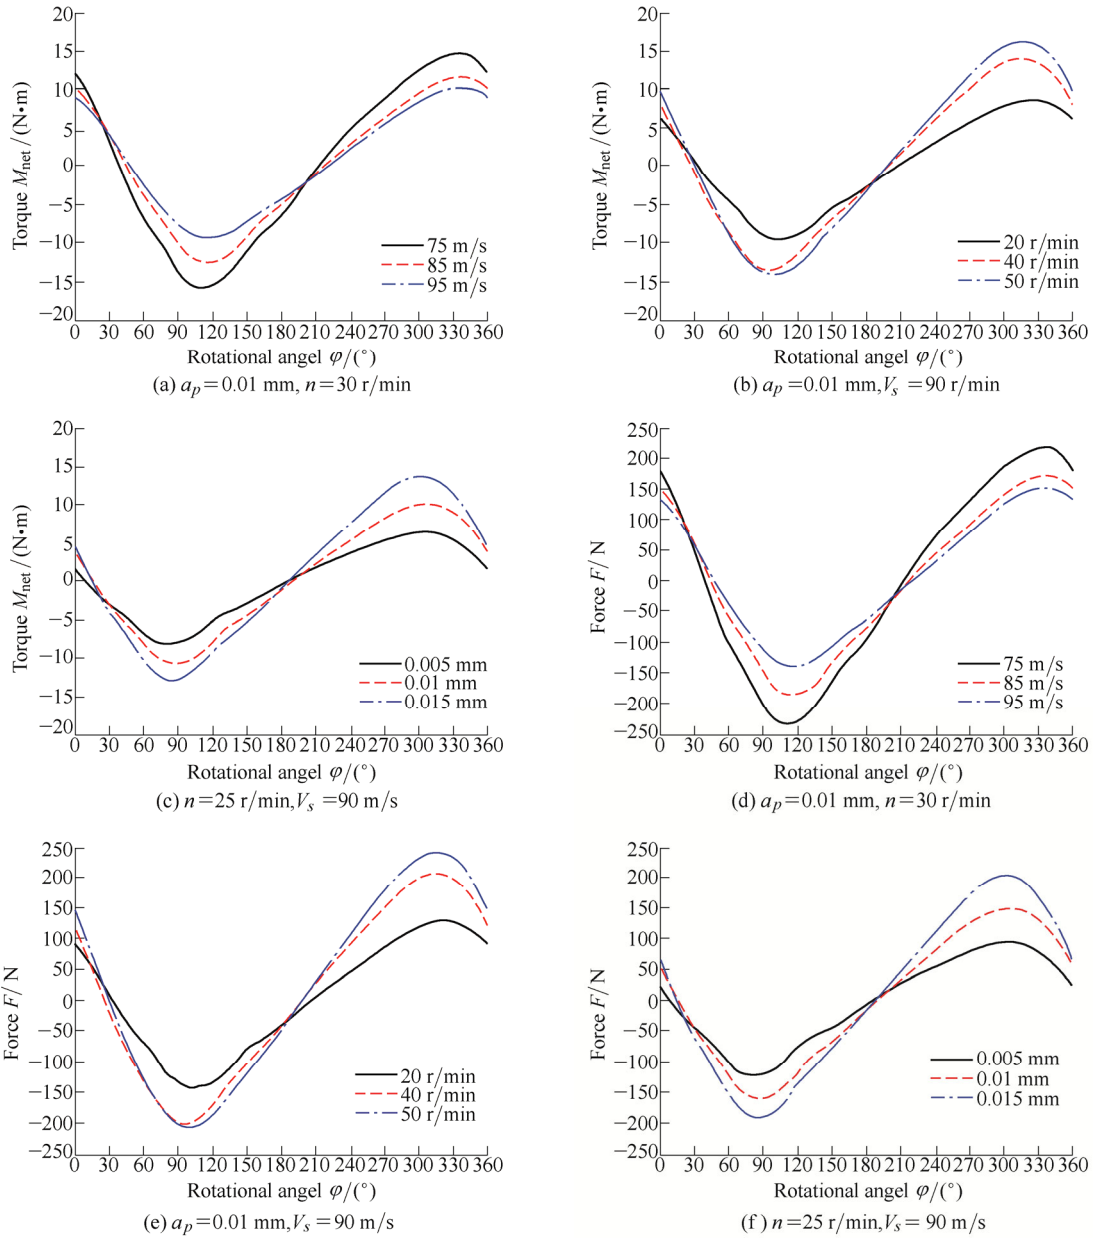 20
15
10
5
0
−5
−10
−15
−20
Torque Mnet/(N•m)
75 m/s
85 m/s
95 m/s
0 30 60 90 120 150 180 210 240 270 300 330 360
Rotational angel φ/(°)
(a) ap=0.01 mm, n=30 r/min
20
15
10
5
0
−5
−10
−15
−20
Torque Mnet/(N•m)
20 r/min
40 r/min
50 r/min
0 30 60 90 120 150 180 210 240 270 300 330 360
Rotational angel φ/(°)
(b) ap=0.01 mm,Vs =90 r/min
20
15
10
5
0
−5
−10
−15
−20
Torque Mnet/(N•m)
0.005 mm
0.01 mm
0.015 mm
0 30 60 90 120 150 180 210 240 270 300 330 360
Rotational angel φ/(°)
(c) n=25 r/min,Vs =90 m/s
250
200
150
100
50
0
−50
−100
−150
−200
−250
Force F/ N
75 m/s
85 m/s
95 m/s
0 30 60 90 120 150 180 210 240 270 300 330 360
Rotational angel φ/(°)
(d) ap=0.01 mm, n=30 r/min
250
200
150
100
50
0
−50
−100
−150
−200
−250
Force F/ N
20 r/min
40 r/min
50 r/min
0 30 60 90 120 150 180 210 240 270 300 330 360
Rotational angel φ/(°)
(e) ap=0.01 mm,Vs =90 m/s
250
200
150
100
50
0
−50
−100
−150
−200
−250
Force F/ N
0.005 mm
0.01 mm
0.015 mm
0 30 60 90 120 150 180 210 240 270 300 330 360
Rotational angel φ/(°)
(f ) n=25 r/min,Vs= 90 m/s